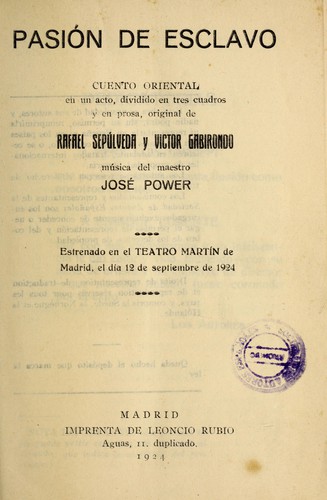 PASIÓN DE ESCLAVO
CUENTO ORIENTAL
en un acto, dividido en tres cuadros
y en prosa, original de
RAFAEL SEPÚLVEDA y VICTOR GABIRONDO
música del maestro
JOSÉ POWER
Estrenado en el TEATRO MARTÍN de
Madrid, el día 12 de septiembre de 1924
MADRID
IMPRENTA DE LEONCIO RUBIO
Aguas, 11. duplicado.
1924